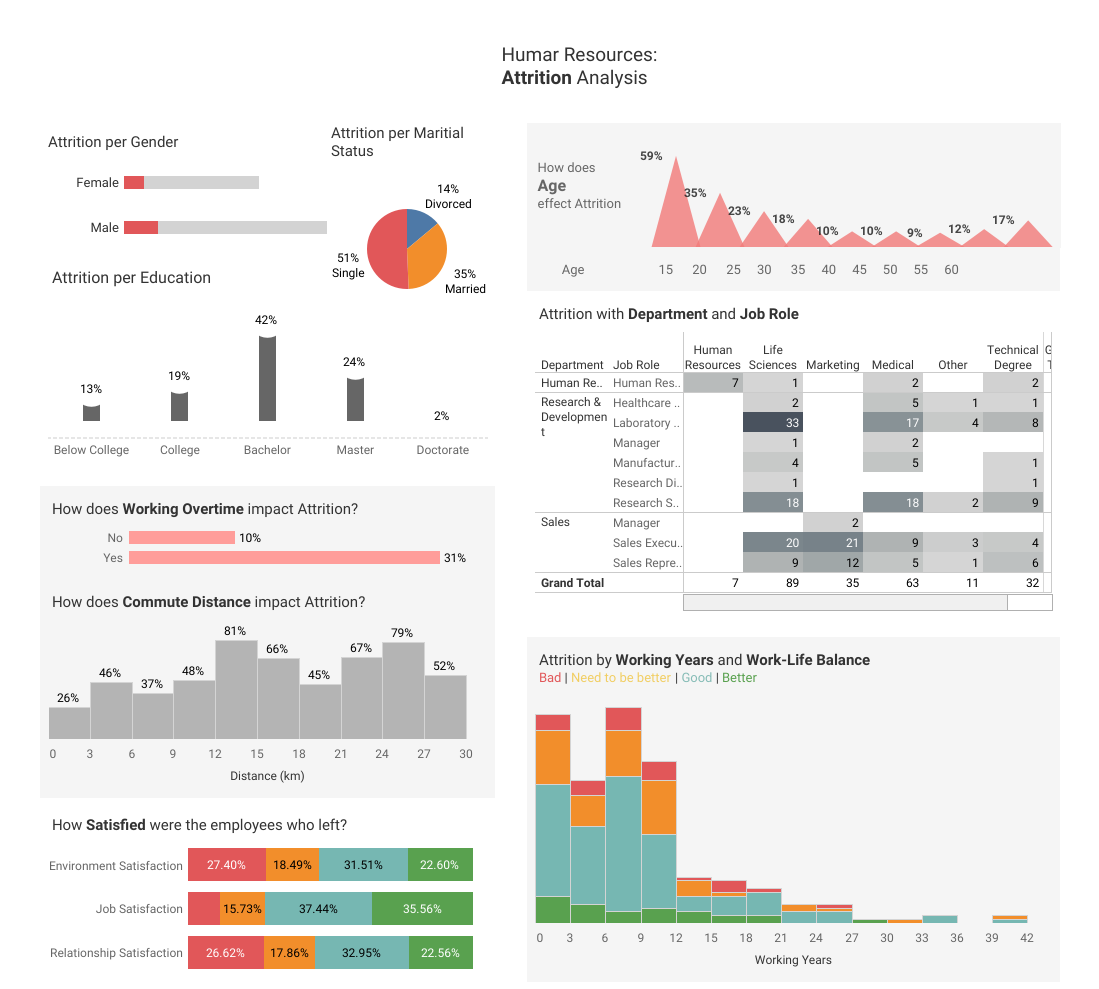 Humar Resources:
Attrition Analysis
Attrition per Gender
Female
Male
Attrition per Maritial
Status
14%
Divorced
51%
Single
35%
Married
Attrition per Education
13%
19%
42%
24%
2%
Below College College Bachelor Master Doctorate
How does Working Overtime impact Attrition?
No 10%
Yes 31%
How does Commute Distance impact Attrition?
26% 46% 37% 48% 81% 66% 45% 67% 79% 52%
0 3 6 9 12 15 18 21 24 27 30
Distance (km)
How Satisfied were the employees who left?
Environment Satisfaction 27.40% 18.49% 31.51% 22.60%
Job Satisfaction 15.73% 37.44% 35.56%
Relationship Satisfaction 26.62% 17.86% 32.95% 22.56%
How does
Age
effect Attrition
59% 35% 23% 18% 10% 10% 9% 12% 17%
Age 15 20 25 30 35 40 45 50 55 60
Attrition with Department and Job Role
Human Life Technical G
Department Job Role Resources Sciences Marketing Medical Other Degree T
Human Re.. Human Res.. 7 1 2 2
Research & Healthcare .. 2 5 1 1
Developmen Laboratory .. 33 17 4 8
t
Manager 1 2
Manufactur.. 4 5 1
Research Di.. 1 1
Research S.. 18 18 2 9
Sales Manager 2
Sales Execu.. 20 21 9 3 4
Sales Repre.. 9 12 5 1 6
Grand Total 7 89 35 63 11 32
Attrition by Working Years and Work-Life Balance
Bad | Need to be better | Good | Better
0 3 6 9 12 15 18 21 24 27 30 33 36 39 42
Working Years